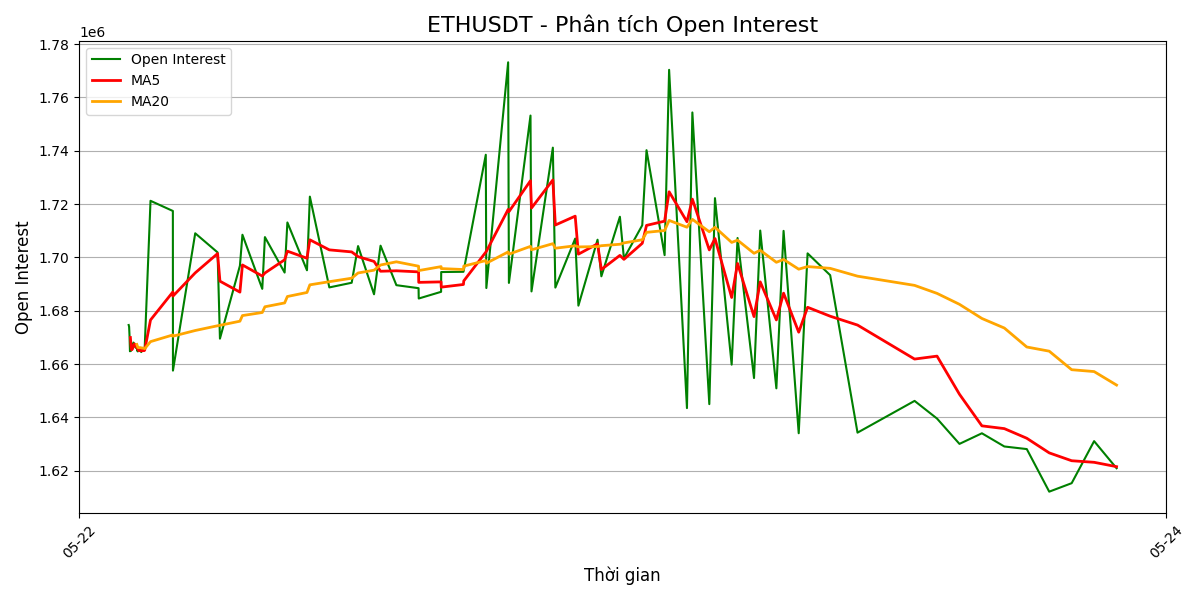 ETHUSDT - Phân tích Open Interest
1e6
Open Interest
MA5
MA20
1.78
1.76
1.74
1.72
1.70
1.68
1.66
1.64
1.62
Open Interest
05-22
05-24
Thời gian